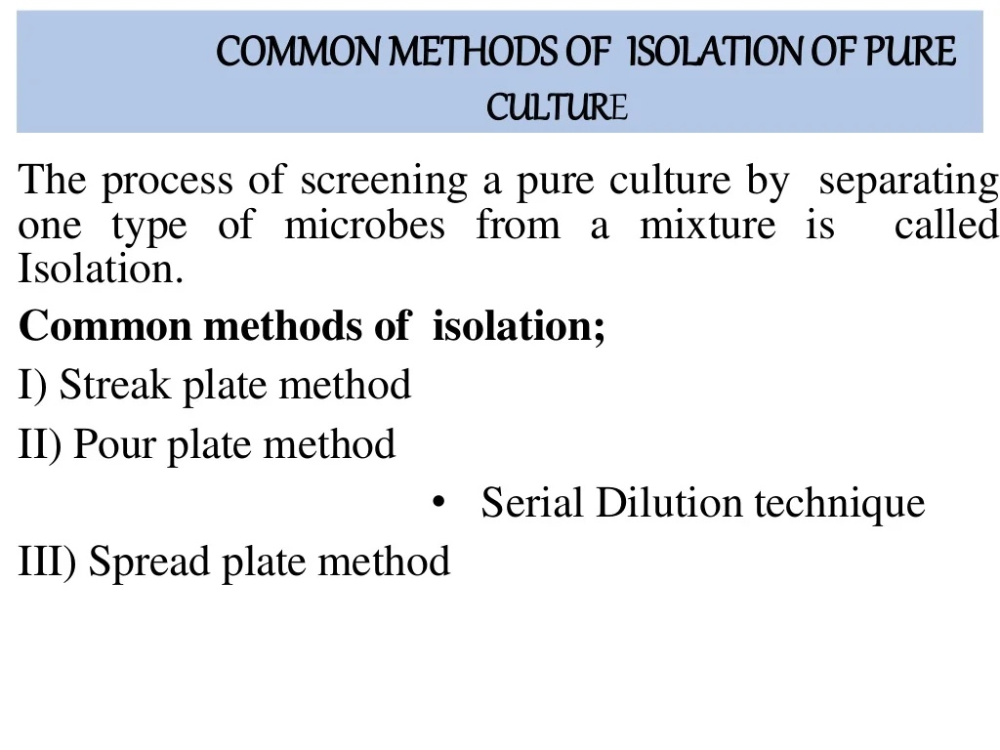 COMMON METHODS OF ISOLATION OF PURE
CULTURE
The process of screening a pure culture by separating
one type of microbes from a mixture is called
Isolation.
Common methods of isolation;
I) Streak plate method
II) Pour plate method
• Serial Dilution technique
III) Spread plate method